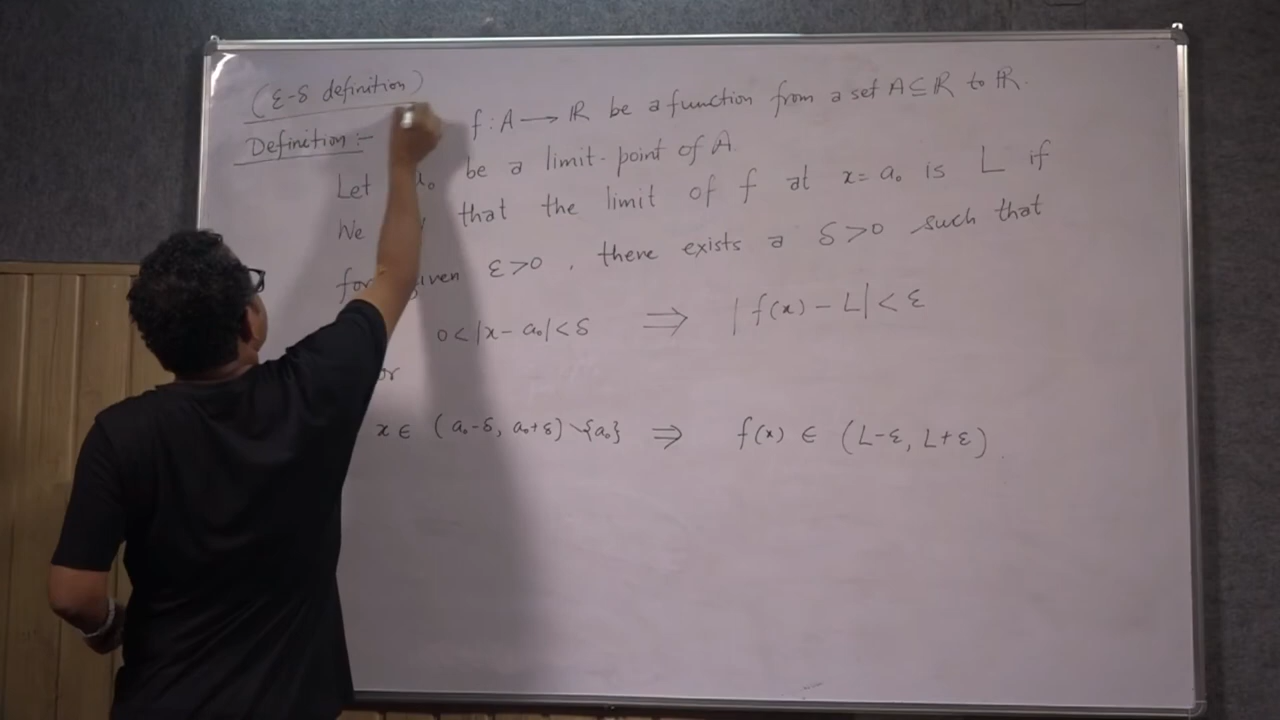 (ε-δ definition)
Definition :- f : A ⟶ ℝ be a function from a set A ⊆ ℝ to ℝ.
Let a₀ be a limit-point of A.
We that the limit of f at x = a₀ is L if
for given ε > 0 , there exists a δ > 0 such that
0 < |x - a₀| < δ ⟹ |f(x) - L| < ε
or
x ∈ (a₀-δ, a₀+ε) \ {a₀} ⟹ f(x) ∈ (L-ε, L+ε).